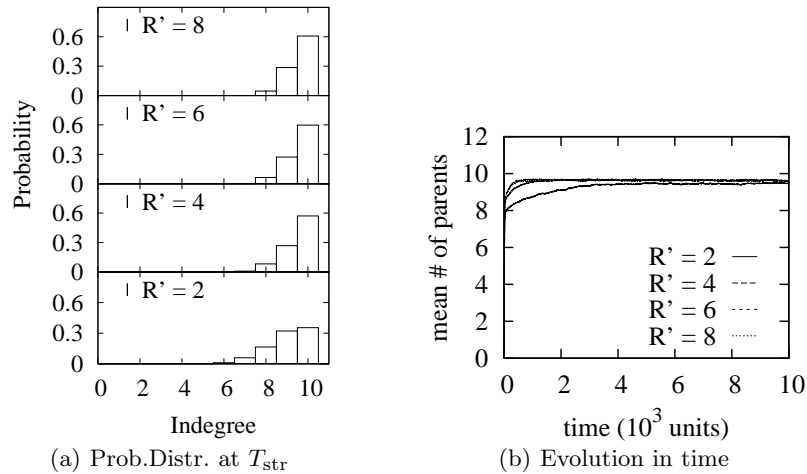 Probability
R' = 8
0.6
0.3
0
R' = 6
0.6
0.3
0
R' = 4
0.6
0.3
0
R' = 2
0.6
0.3
0
0 2 4 6 8 10
Indegree
(a) Prob.Distr. at T_str
mean # of parents
12
10
8
6
4
2
0
R' = 2
R' = 4
R' = 6
R' = 8
0 2 4 6 8 10
time (10^3 units)
(b) Evolution in time